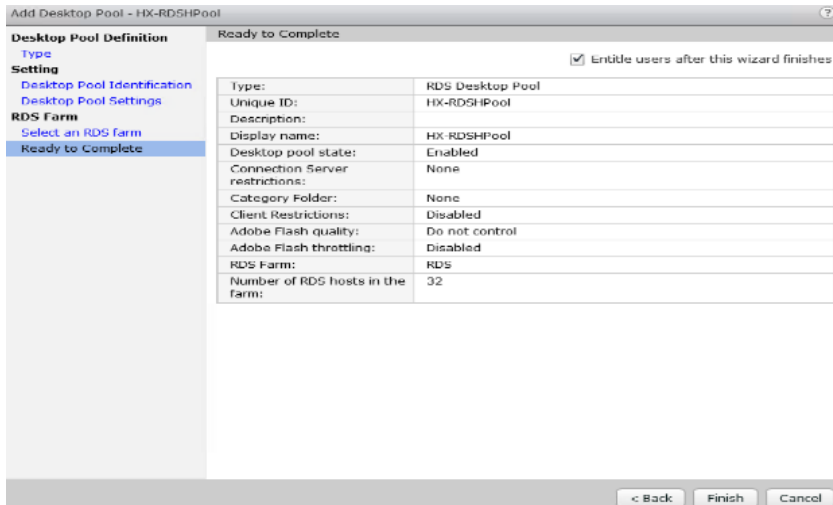 Add Desktop Pool - HX-RDSHPool
?
Desktop Pool Definition
Type
Setting
Desktop Pool Identification
Desktop Pool Settings
RDS Farm
Select an RDS farm
Ready to Complete
Ready to Complete
Entitle users after this wizard finishes
Type: RDS Desktop Pool
Unique ID: HX-RDSHPool
Description:
Display name: HX-RDSHPool
Desktop pool state: Enabled
Connection Server None
restrictions:
Category Folder: None
Client Restrictions: Disabled
Adobe Flash quality: Do not control
Adobe Flash throttling: Disabled
RDS Farm: RDS
Number of RDS hosts in the 32
farm:
< Back Finish Cancel